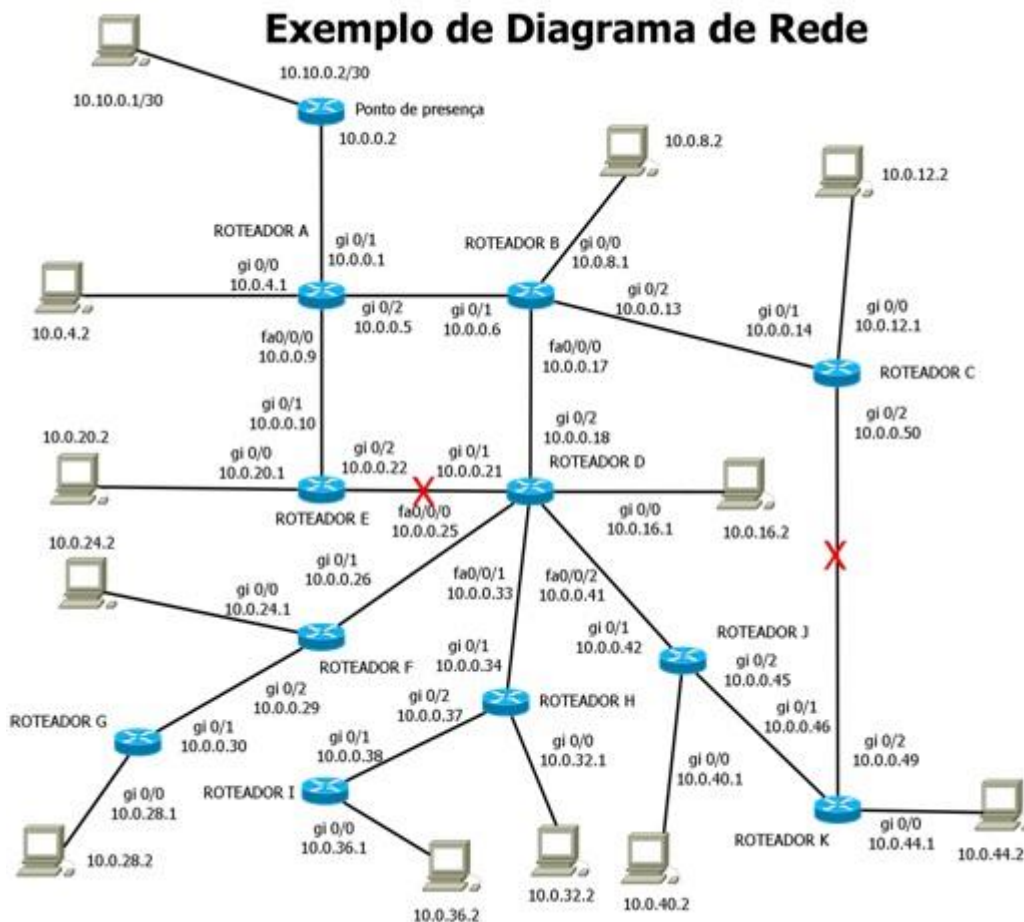 Exemplo de Diagrama de Rede
10.10.0.1/30
10.10.0.2/30
Ponto de presença
10.0.0.2
10.0.8.2
10.0.12.2
ROTEADOR A
gi 0/1
10.0.0.1
gi 0/0
10.0.4.1
10.0.4.2
gi 0/2
10.0.0.5
fa0/0/0
10.0.0.9
ROTEADOR B
gi 0/0
10.0.8.1
gi 0/1
10.0.0.6
gi 0/2
10.0.0.13
fa0/0/0
10.0.0.17
gi 0/1
10.0.0.14
gi 0/0
10.0.12.1
ROTEADOR C
gi 0/2
10.0.0.50
gi 0/1
10.0.0.10
10.0.20.2
gi 0/0
10.0.20.1
gi 0/2
10.0.0.22
ROTEADOR E
gi 0/2
10.0.0.18
gi 0/1
10.0.0.21
ROTEADOR D
fa0/0/0
10.0.0.25
gi 0/0
10.0.16.1
10.0.16.2
10.0.24.2
gi 0/0
10.0.24.1
gi 0/1
10.0.0.26
ROTEADOR F
fa0/0/1
10.0.0.33
fa0/0/2
10.0.0.41
gi 0/2
10.0.0.29
gi 0/1
10.0.0.34
gi 0/1
10.0.0.42
ROTEADOR J
gi 0/2
10.0.0.45
ROTEADOR G
gi 0/1
10.0.0.30
gi 0/0
10.0.28.1
10.0.28.2
gi 0/2
10.0.0.37
ROTEADOR H
gi 0/0
10.0.32.1
10.0.32.2
gi 0/1
10.0.0.38
ROTEADOR I
gi 0/0
10.0.36.1
10.0.36.2
gi 0/0
10.0.40.1
10.0.40.2
gi 0/1
10.0.0.46
gi 0/2
10.0.0.49
ROTEADOR K
gi 0/0
10.0.44.1
10.0.44.2